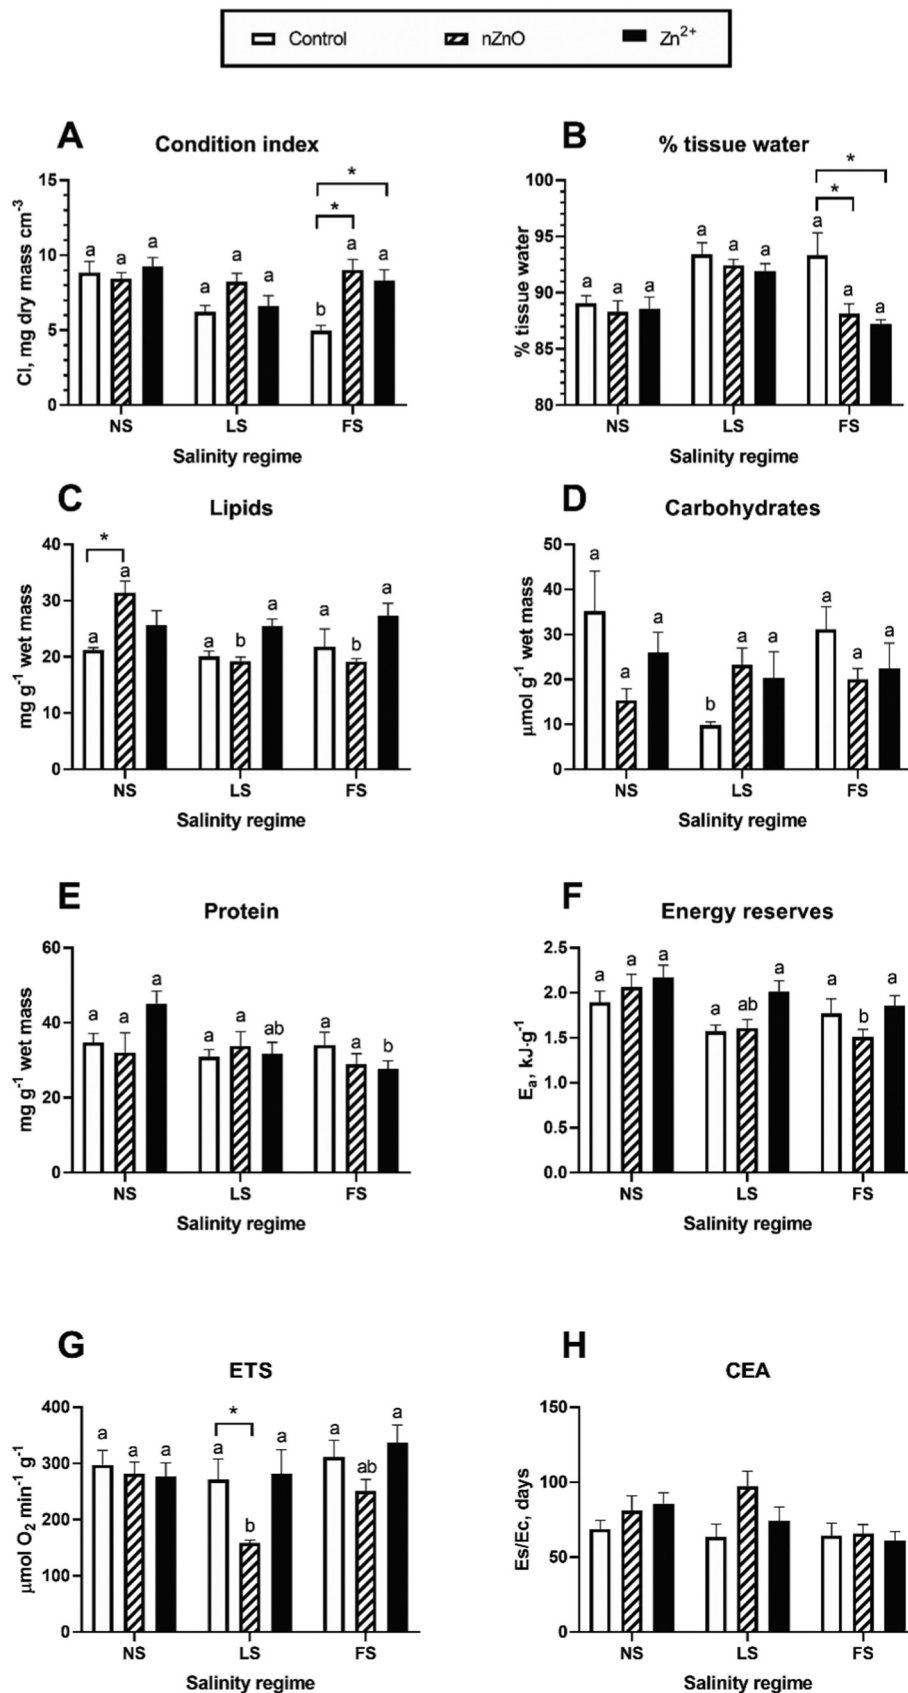 Control nZnO Zn²⁺
A Condition index
CI, mg dry mass cm⁻³
15
10
5
0
a a a a a a b a a
* *
NS LS FS
Salinity regime
B % tissue water
% tissue water
100
95
90
85
80
a a a a a a a a a
* *
NS LS FS
Salinity regime
C Lipids
mg g⁻¹ wet mass
40
30
20
10
0
*
a a a b a a b a
NS LS FS
Salinity regime
D Carbohydrates
μmol g⁻¹ wet mass
50
40
30
20
10
0
a a a b a a a a a
NS LS FS
Salinity regime
E Protein
mg g⁻¹ wet mass
60
40
20
0
a a a a a ab a a b
NS LS FS
Salinity regime
F Energy reserves
Eₐ, kJ·g⁻¹
2.5
2.0
1.5
1.0
0.5
0.0
a a a a ab a a b a
NS LS FS
Salinity regime
G ETS
μmol O₂ min⁻¹ g⁻¹
400
300
200
100
0
*
a a a a b a a ab a
NS LS FS
Salinity regime
H CEA
Es/Ec, days
150
100
50
0
NS LS FS
Salinity regime